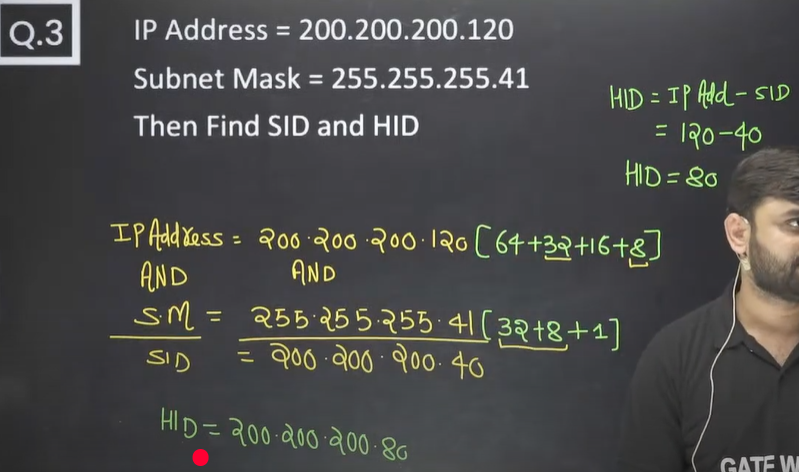 Q.3
IP Address = 200.200.200.120
Subnet Mask = 255.255.255.41
Then Find SID and HID
HID = IP Add - SID
= 120-40
HID = 80
IP Address = 200.200.200.120 [64+32+16+8]
AND AND
S.M = 255.255.255.41 [32+8+1]
SID = 200.200.200.40
HID = 200.200.200.80
GATE W